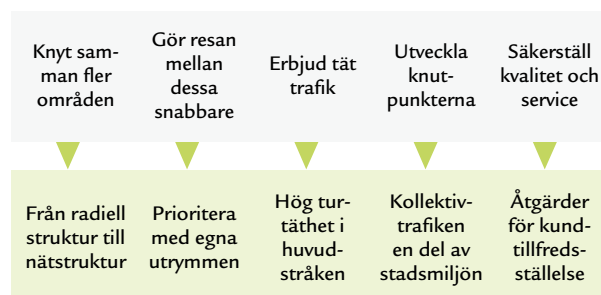 Knyt sam-
man fler
områden
Gör resan
mellan
dessa
snabbare
Erbjud tät
trafik
Utveckla
knut-
punkterna
Säkerställ
kvalitet och
service
Från radiell
struktur till
nätstruktur
Prioritera
med egna
utrymmen
Hög tur-
täthet i
huvud-
stråken
Kollektiv-
trafiken
en del av
stadsmiljön
Åtgärder
för kund-
tillfreds-
ställelse